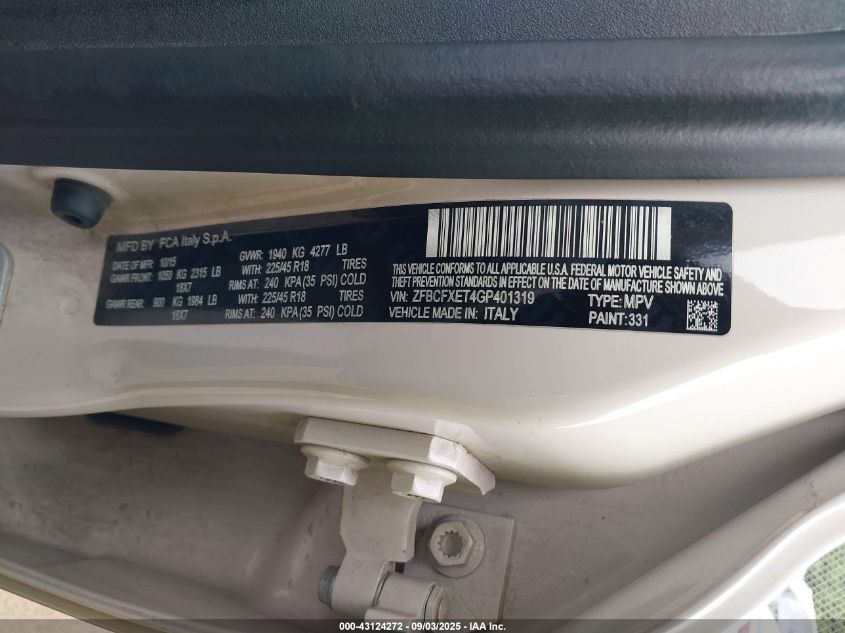 MFD BY FCA Italy S.p.A.
DATE OF MFD: 10/15 GVWR: 1940 KG 4277 LB
GAWR FRONT: 1050 KG 2315 LB WITH: 225/45 R18 TIRES
18X7 RIMS AT: 240 KPA (35 PSI) COLD
GAWR REAR: 900 KG 1984 LB WITH: 225/45 R18 TIRES
18X7 RIMS AT: 240 KPA (35 PSI) COLD
THIS VEHICLE CONFORMS TO ALL APPLICABLE U.S.A. FEDERAL MOTOR VEHICLE SAFETY AND
THEFT PREVENTION STANDARDS IN EFFECT ON THE DATE OF MANUFACTURE SHOWN ABOVE
VIN: ZFBCFXET4GP401319 TYPE: MPV
VEHICLE MADE IN: ITALY PAINT: 331
000-43124272 - 09/03/2025 - IAA Inc.